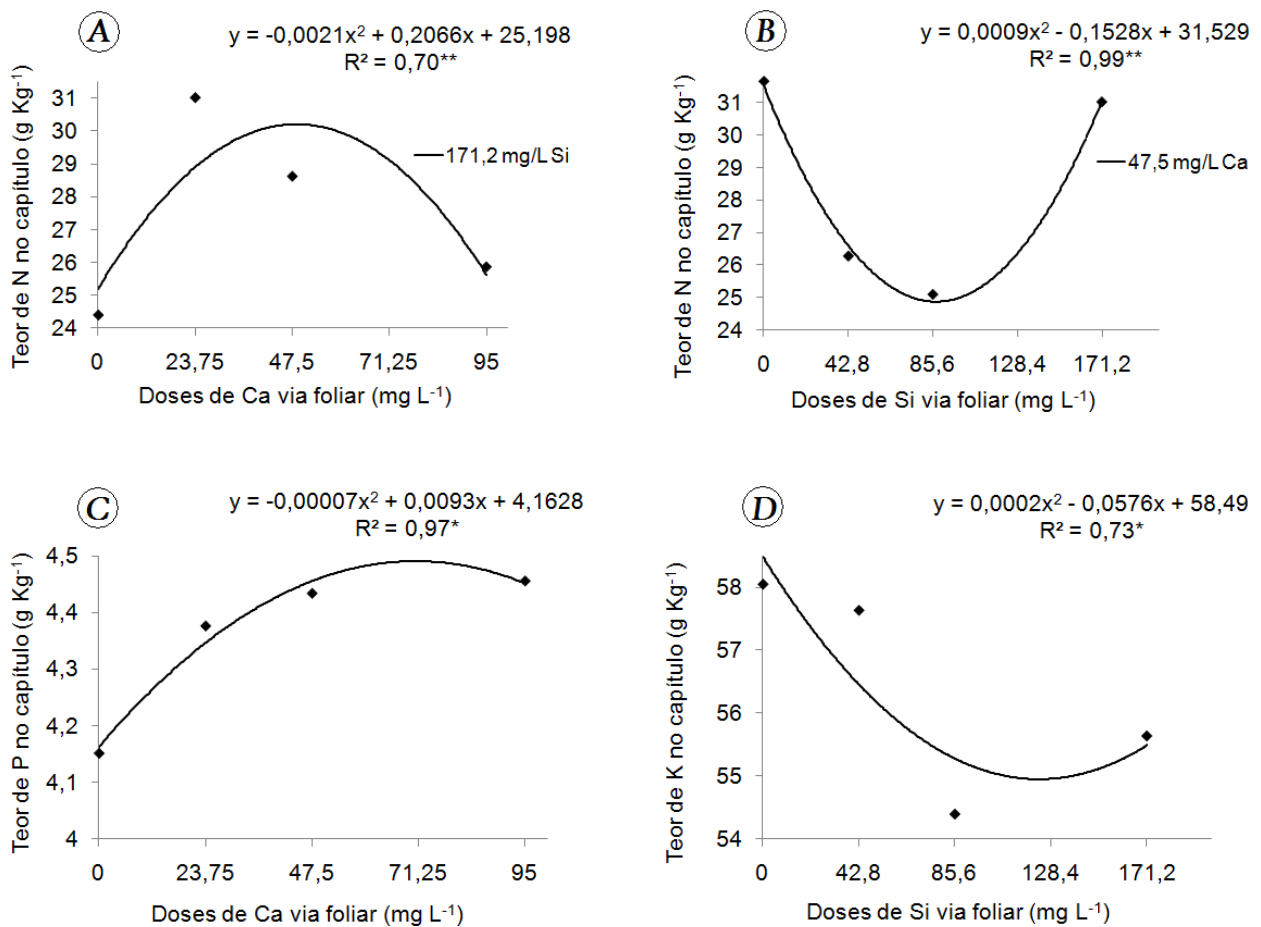 A
y = -0,0021x² + 0,2066x + 25,198
R² = 0,70**
Teor de N no capítulo (g Kg⁻¹)
31
30
29
28
27
26
25
24
171,2 mg/L Si
0 23,75 47,5 71,25 95
Doses de Ca via foliar (mg L⁻¹)
B
y = 0,0009x² - 0,1528x + 31,529
R² = 0,99**
Teor de N no capítulo (g Kg⁻¹)
31
30
29
28
27
26
25
24
47,5 mg/L Ca
0 42,8 85,6 128,4 171,2
Doses de Si via foliar (mg L⁻¹)
C
y = -0,00007x² + 0,0093x + 4,1628
R² = 0,97*
Teor de P no capítulo (g Kg⁻¹)
4,5
4,4
4,3
4,2
4,1
4
0 23,75 47,5 71,25 95
Doses de Ca via foliar (mg L⁻¹)
D
y = 0,0002x² - 0,0576x + 58,49
R² = 0,73*
Teor de K no capítulo (g Kg⁻¹)
58
57
56
55
54
0 42,8 85,6 128,4 171,2
Doses de Si via foliar (mg L⁻¹)